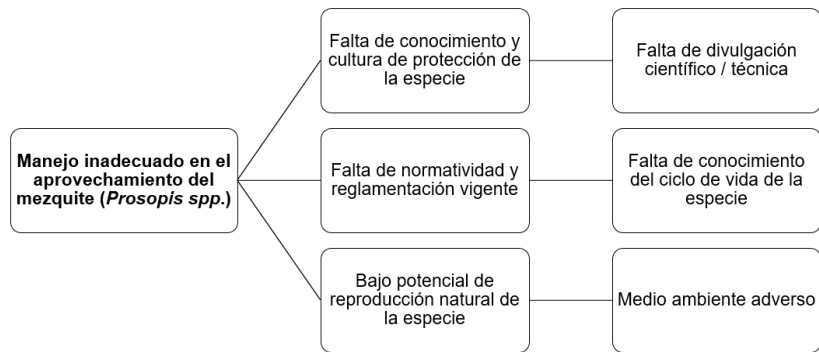 Falta de conocimiento y
cultura de protección de
la especie
Falta de divulgación
científico / técnica
Manejo inadecuado en el
aprovechamiento del
mezquite (Prosopis spp.)
Falta de normatividad y
reglamentación vigente
Falta de conocimiento
del ciclo de vida de la
especie
Bajo potencial de
reproducción natural de
la especie
Medio ambiente adverso